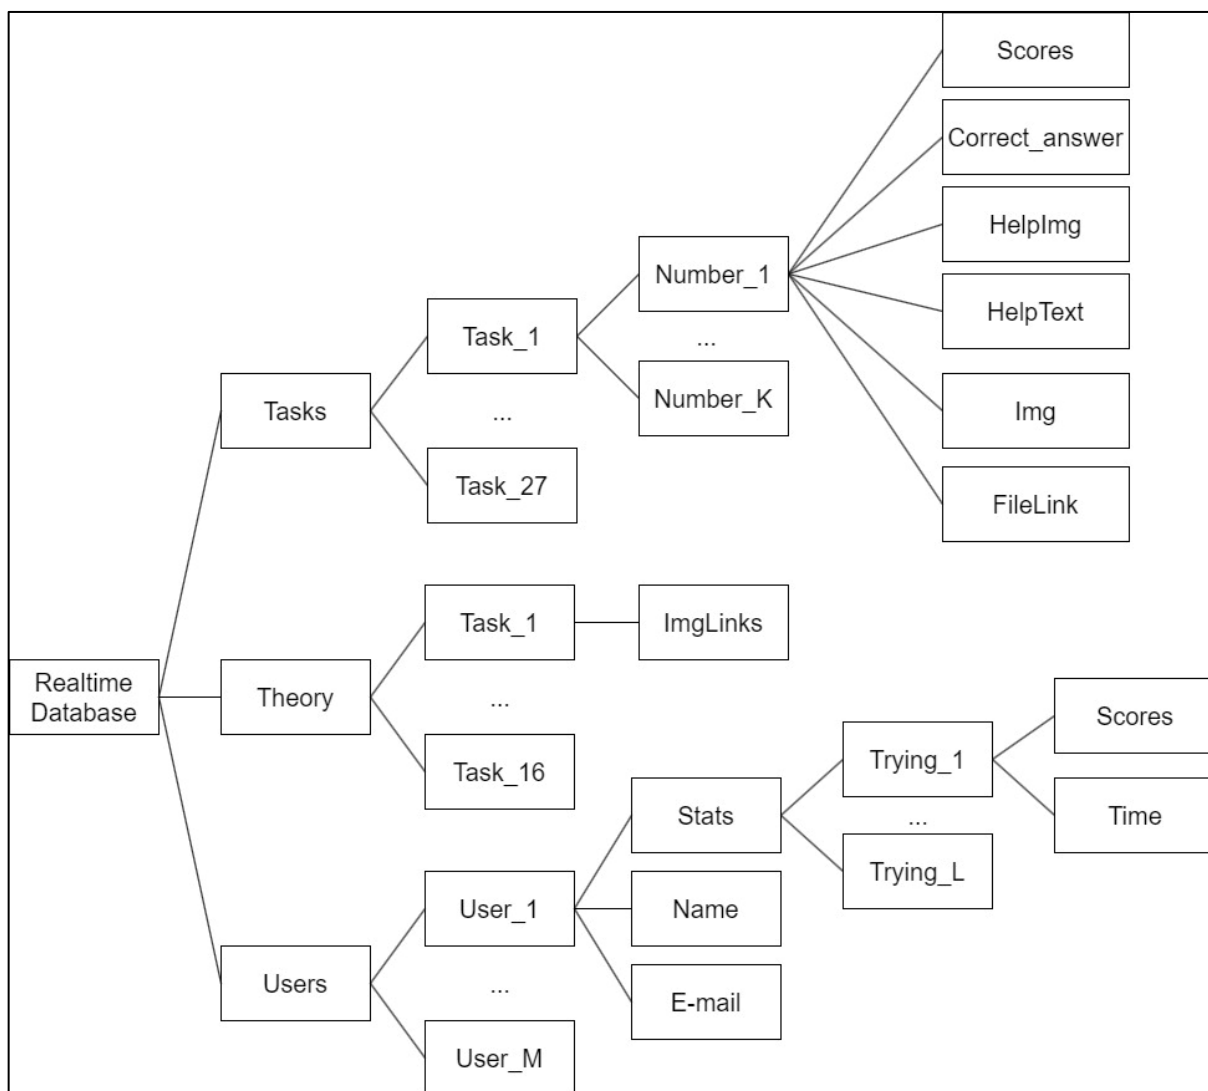 Scores
Correct_answer
HelpImg
Number_1
HelpText
Task_1
...
Number_K
Tasks
Img
...
Task_27
FileLink
Task_1
ImgLinks
Realtime
Database
Theory
...
Scores
Task_16
Trying_1
Stats
...
Time
Trying_L
User_1
Name
Users
...
E-mail
User_M